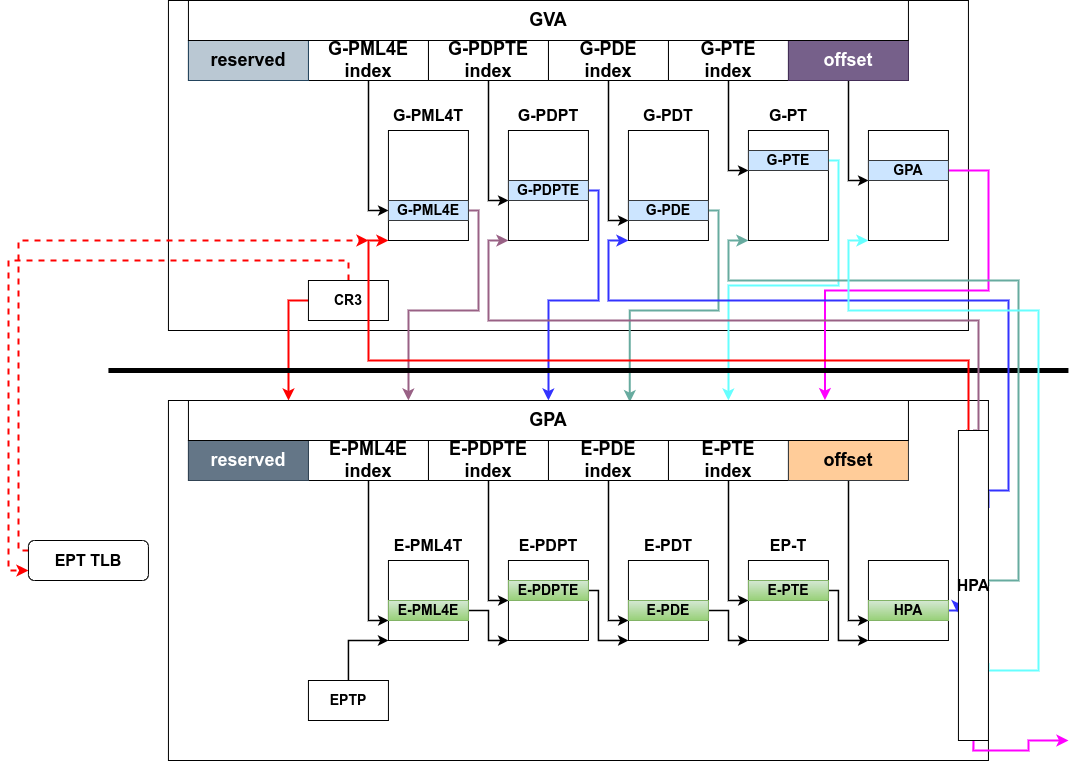 GVA
reserved
G-PML4E
index
G-PDPTE
index
G-PDE
index
G-PTE
index
offset
G-PML4T
G-PDPT
G-PDT
G-PT
G-PTE
GPA
G-PDPTE
G-PML4E
G-PDE
CR3
GPA
reserved
E-PML4E
index
E-PDPTE
index
E-PDE
index
E-PTE
index
offset
E-PML4T
E-PDPT
E-PDT
EP-T
EPT TLB
E-PDPTE
E-PTE
HPA
E-PML4E
E-PDE
HPA
EPTP